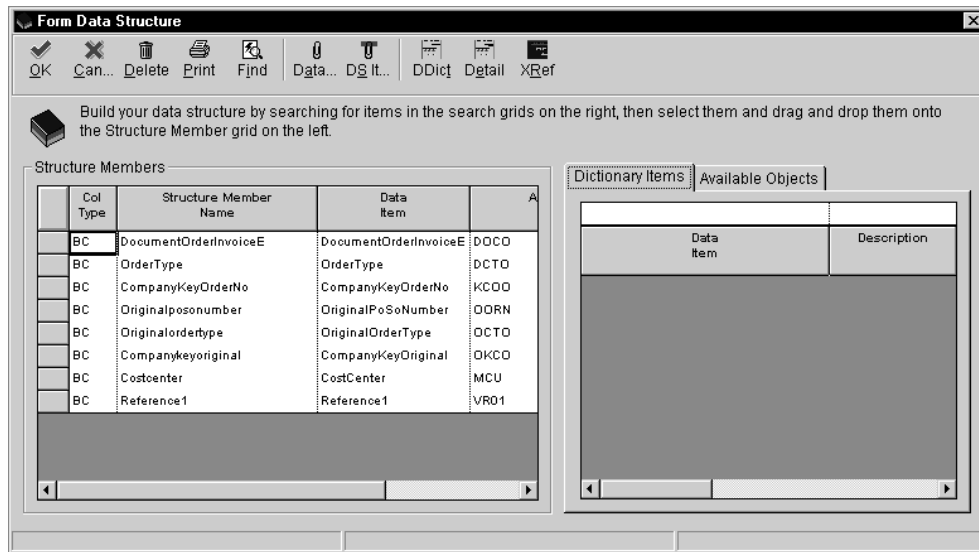 Form Data Structure
OK Can... Delete Print Find Data... DS It... DDict Detail XRef
Build your data structure by searching for items in the search grids on the right, then select them and drag and drop them onto
the Structure Member grid on the left.
Structure Members
Col Type Structure Member Name Data Item A
BC DocumentOrderInvoiceE DocumentOrderInvoiceE DOCO
BC OrderType OrderType DCTO
BC CompanyKeyOrderNo CompanyKeyOrderNo KCOO
BC Originalposonumber OriginalPoSoNumber OORN
BC Originalordertype OriginalOrderType OCTO
BC Companykeyoriginal CompanyKeyOriginal OKCO
BC Costcenter CostCenter MCU
BC Reference1 Reference1 VR01
Dictionary Items Available Objects
Data Item Description